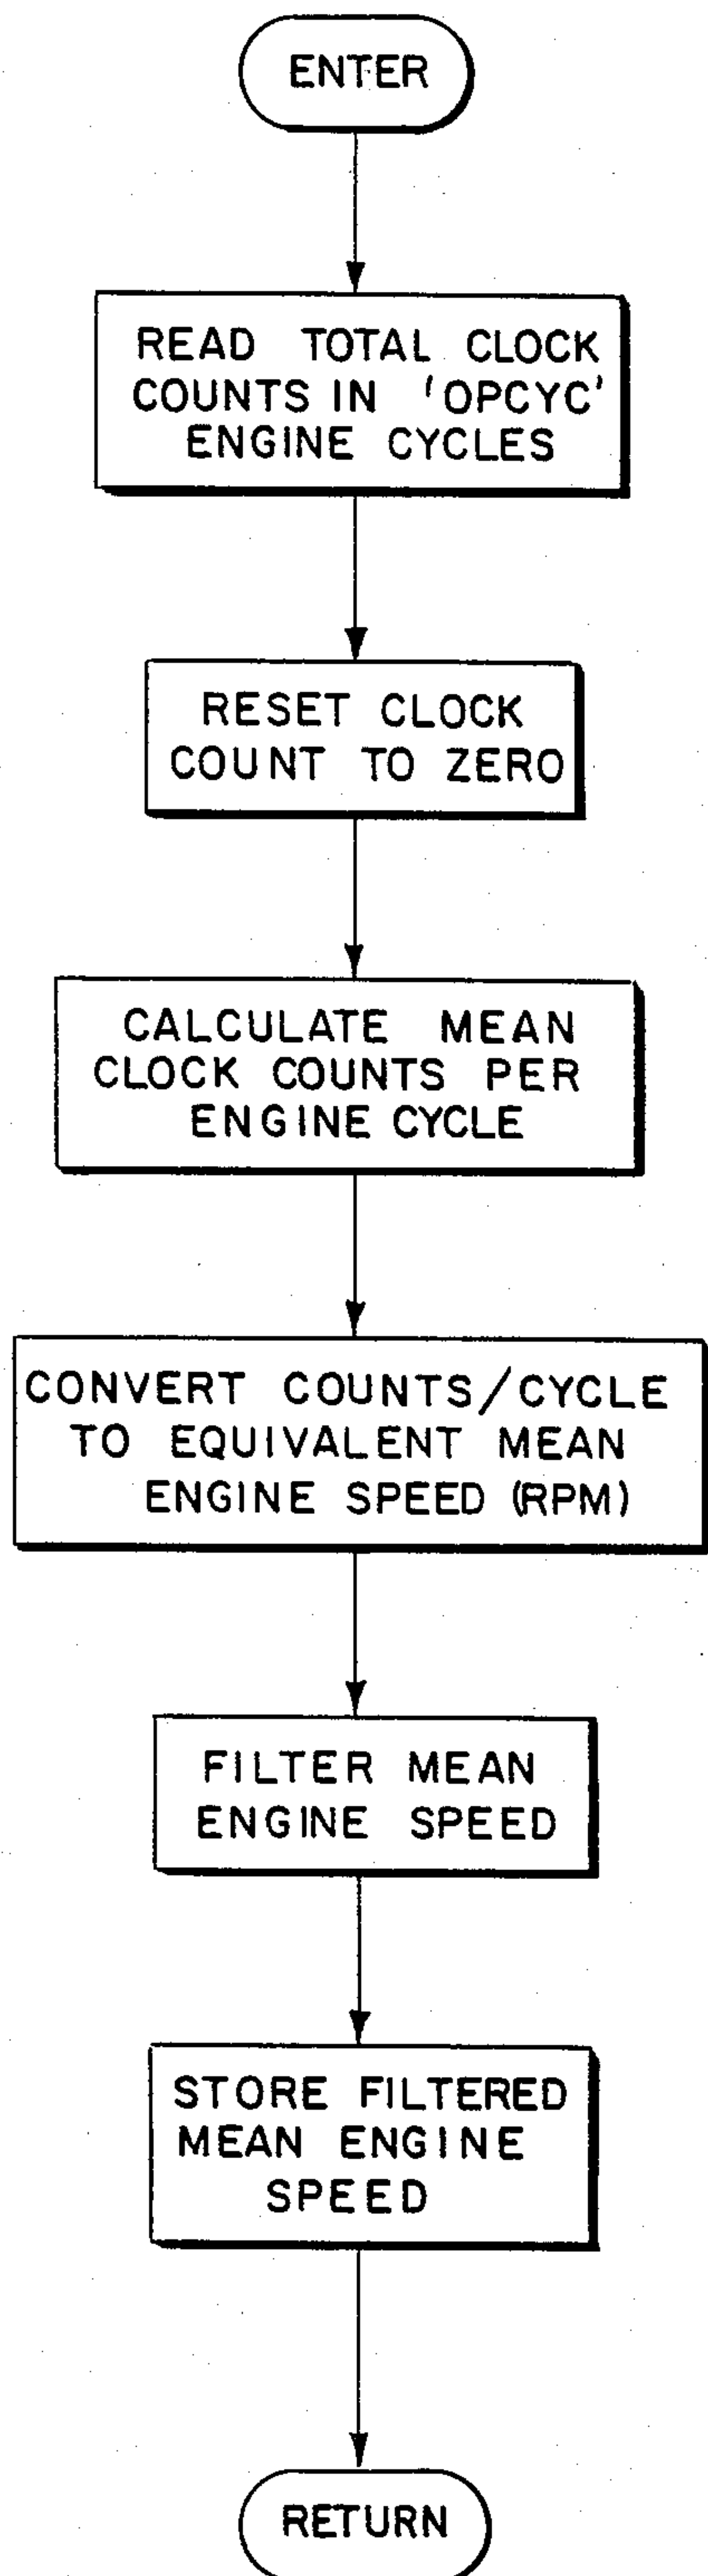 ENTER
READ TOTAL CLOCK
COUNTS IN 'OPCYC'
ENGINE CYCLES
RESET CLOCK
COUNT TO ZERO
CALCULATE MEAN
CLOCK COUNTS PER
ENGINE CYCLE
CONVERT COUNTS/CYCLE
TO EQUIVALENT MEAN
ENGINE SPEED (RPM)
FILTER MEAN
ENGINE SPEED
STORE FILTERED
MEAN ENGINE
SPEED
RETURN